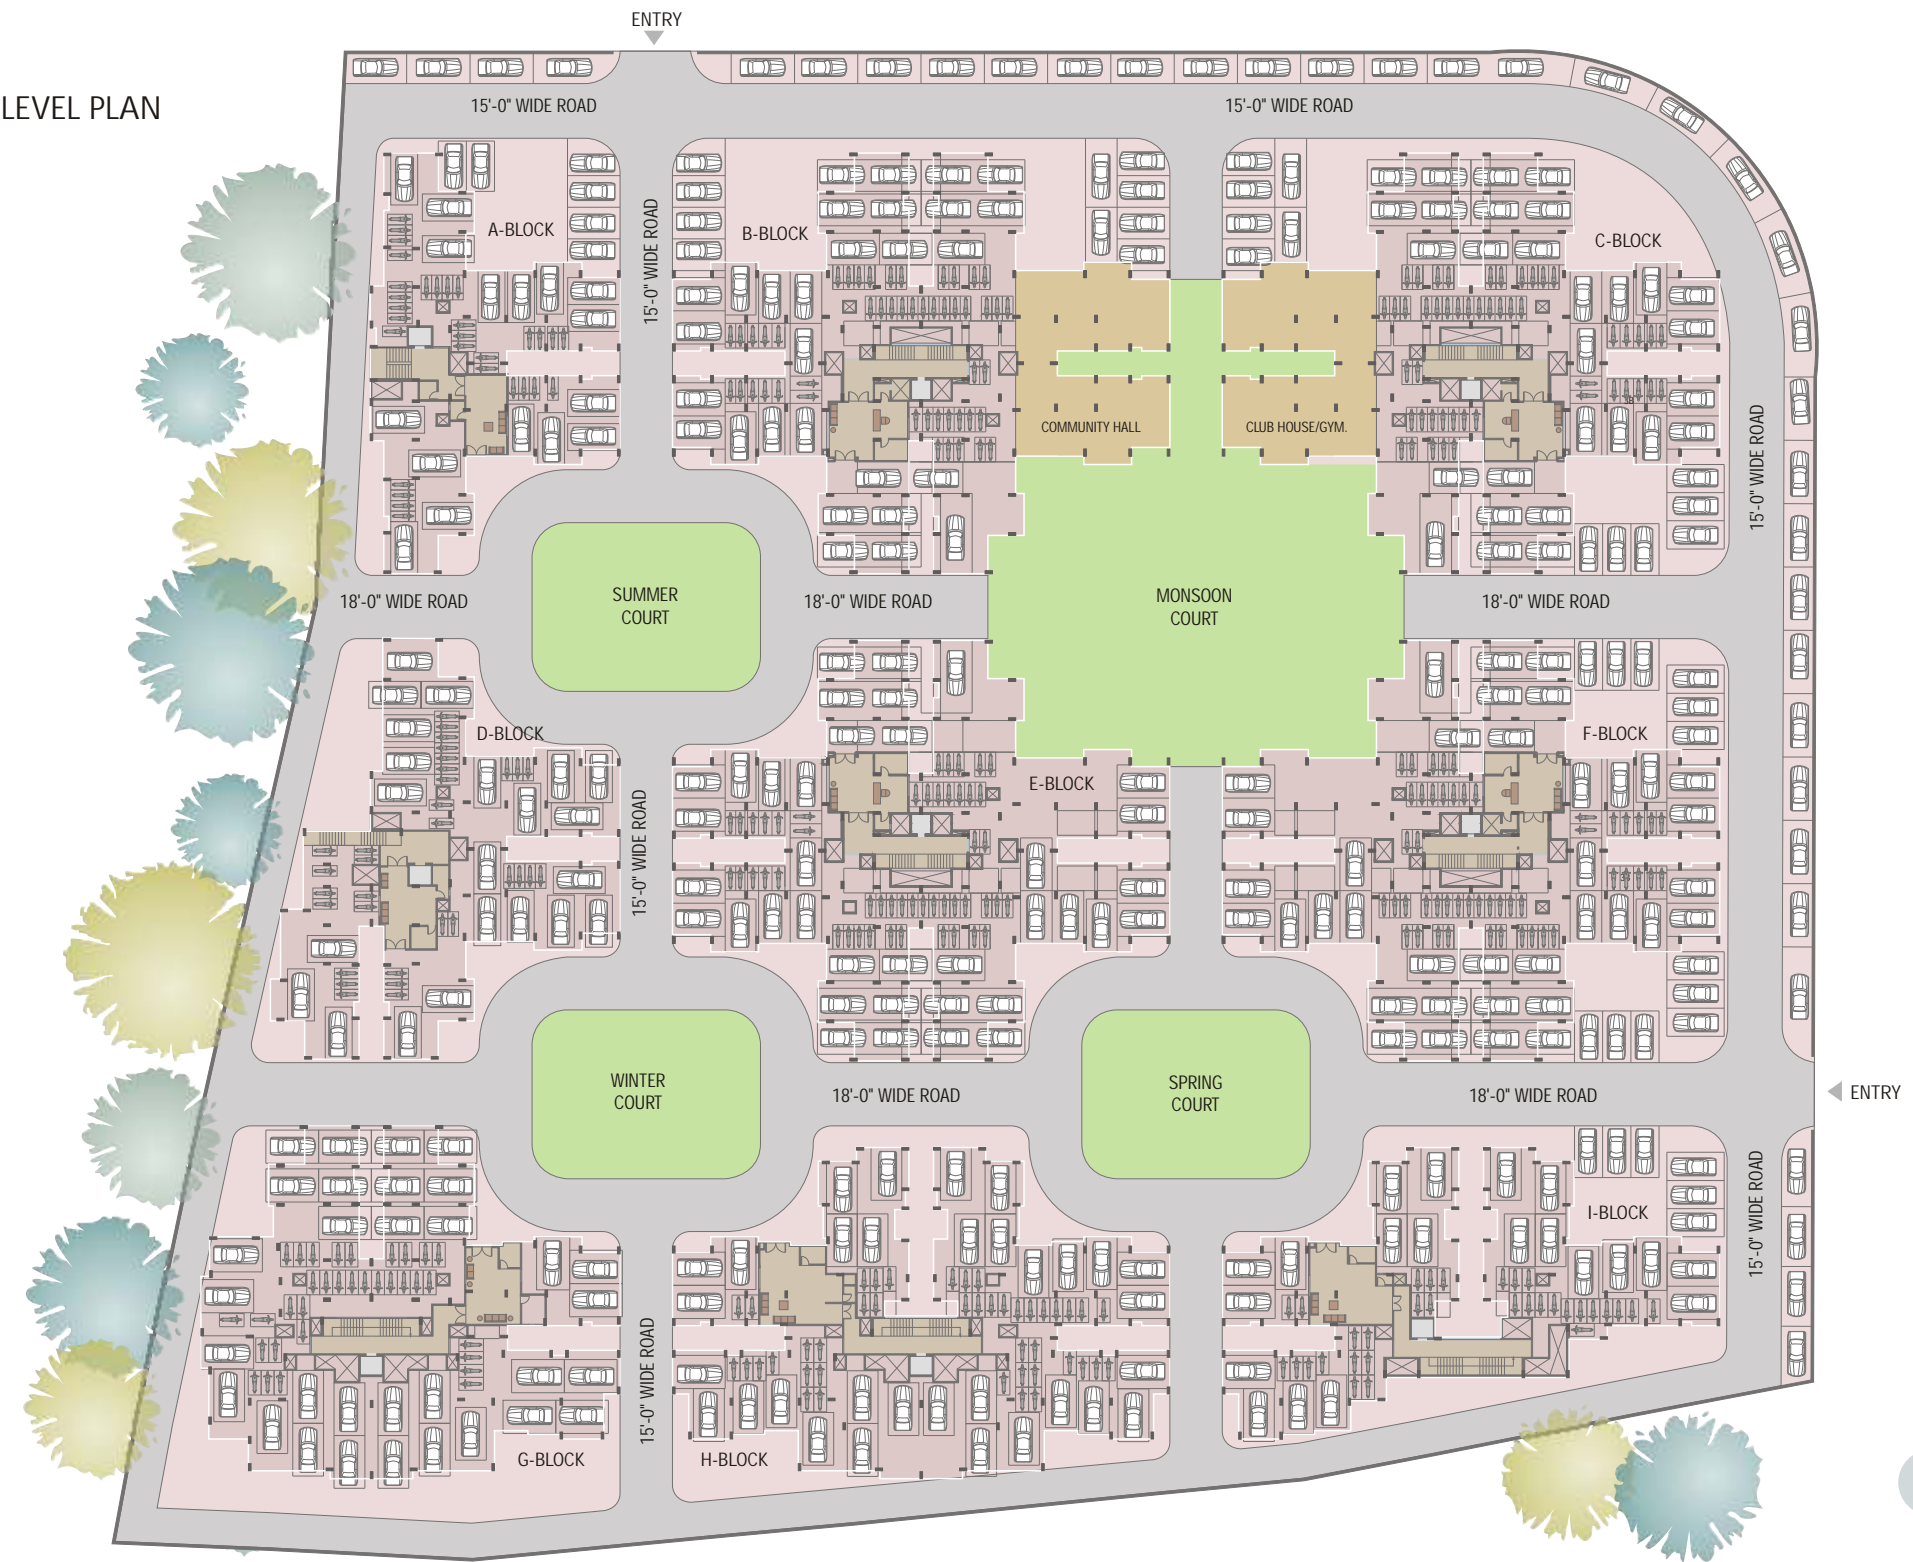 ENTRY
LEVEL PLAN
15'-0" WIDE ROAD
15'-0" WIDE ROAD
A-BLOCK
15'-0" WIDE ROAD
B-BLOCK
C-BLOCK
COMMUNITY HALL
CLUB HOUSE/GYM.
15'-0" WIDE ROAD
18'-0" WIDE ROAD
SUMMER
COURT
18'-0" WIDE ROAD
MONSOON
COURT
18'-0" WIDE ROAD
D-BLOCK
15'-0" WIDE ROAD
E-BLOCK
F-BLOCK
WINTER
COURT
18'-0" WIDE ROAD
SPRING
COURT
18'-0" WIDE ROAD
ENTRY
I-BLOCK
15'-0" WIDE ROAD
15'-0" WIDE ROAD
G-BLOCK
H-BLOCK